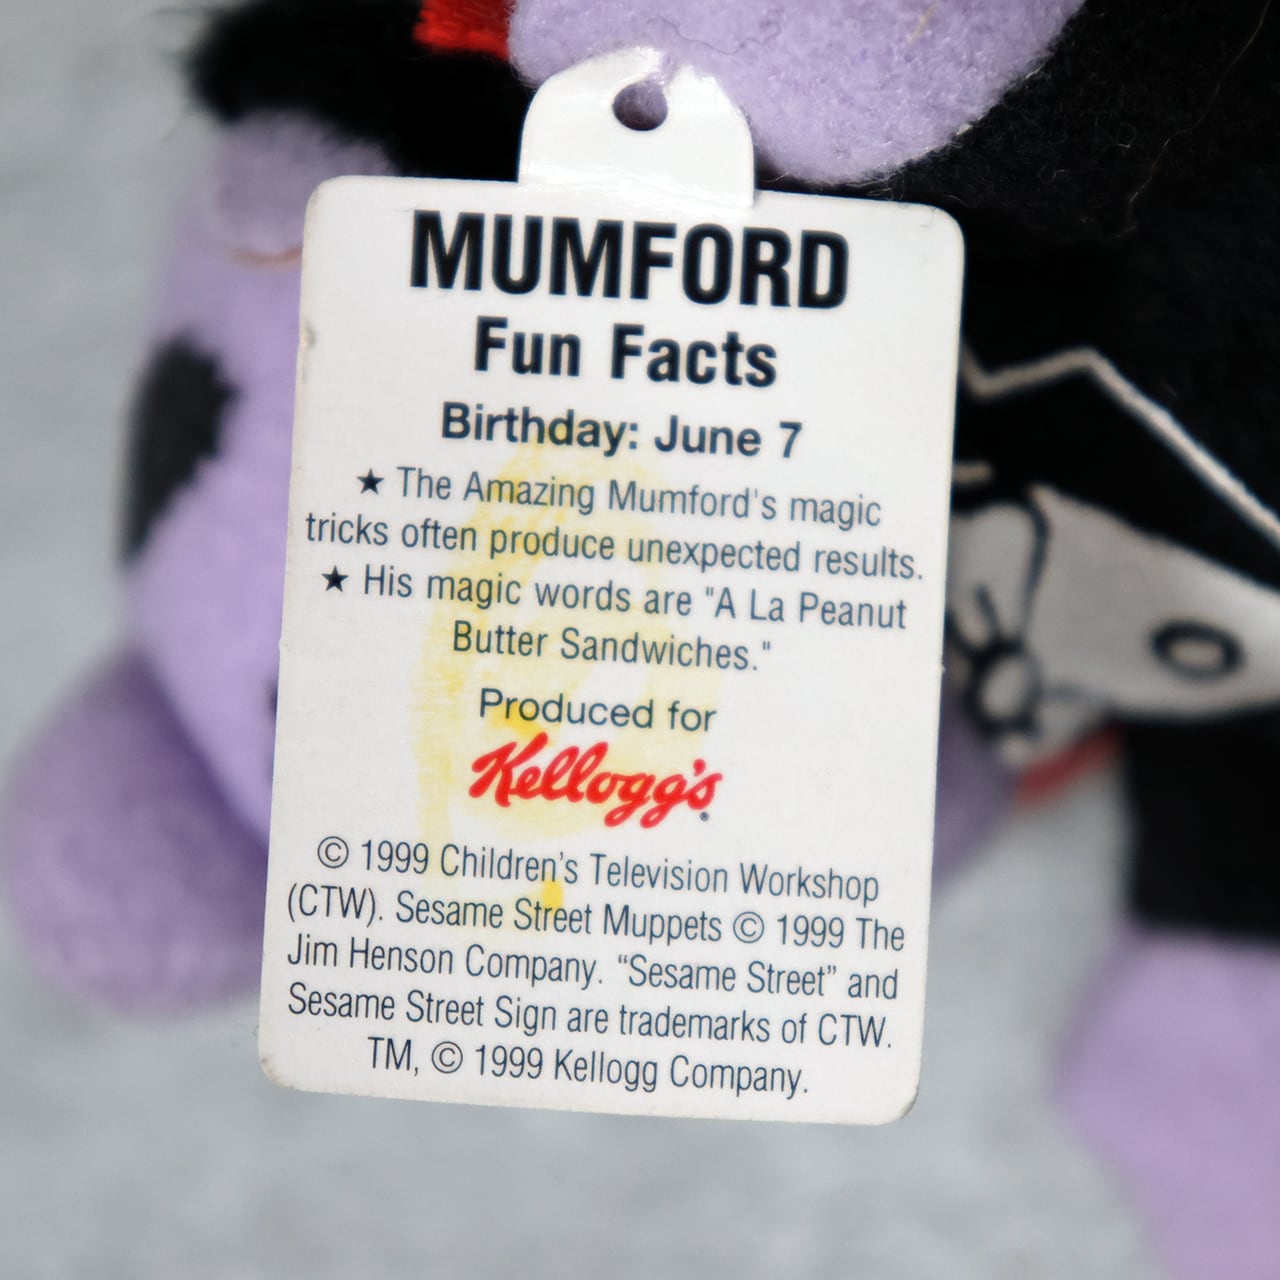 MUMFORD
Fun Facts
Birthday: June 7
★ The Amazing Mumford's magic
tricks often produce unexpected results.
★ His magic words are "A La Peanut
Butter Sandwiches."
Produced for
Kellogg's®
© 1999 Children's Television Workshop
(CTW). Sesame Street Muppets © 1999 The
Jim Henson Company. “Sesame Street” and
Sesame Street Sign are trademarks of CTW.
TM, © 1999 Kellogg Company.